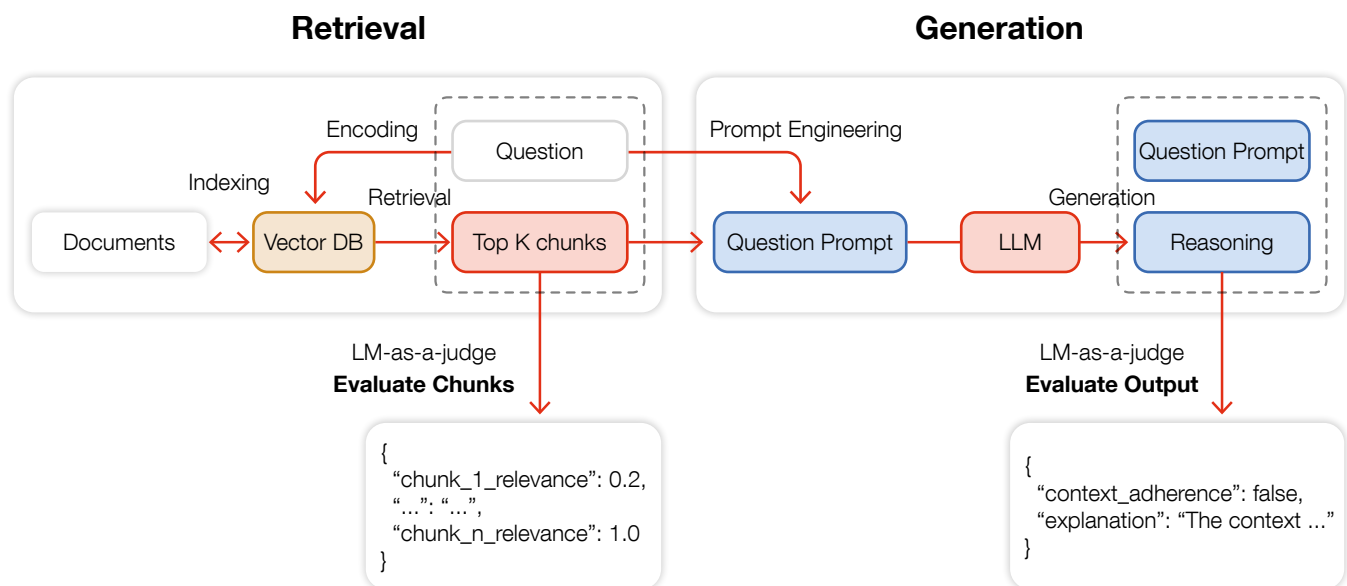 Retrieval
Generation
Encoding
Question
Prompt Engineering
Question Prompt
Indexing
Retrieval
Generation
Documents
Vector DB
Top K chunks
Question Prompt
LLM
Reasoning
LM-as-a-judge
Evaluate Chunks
LM-as-a-judge
Evaluate Output
{
“chunk_1_relevance”: 0.2,
“...”: “...”,
“chunk_n_relevance”: 1.0
}
{
“context_adherence”: false,
“explanation”: “The context ...”
}